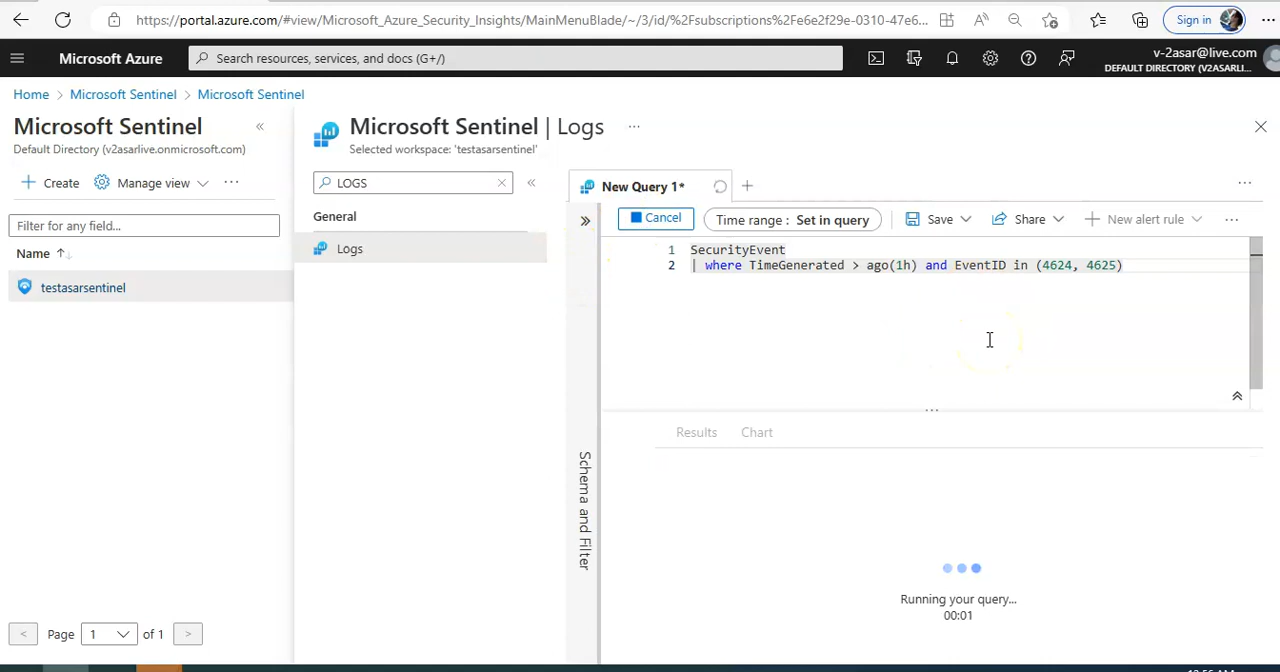 https://portal.azure.com/#view/Microsoft_Azure_Security_Insights/MainMenuBlade/~/3/id/%2Fsubscriptions%2Fe6e2f29e-0310-47e6...
Sign in
Microsoft Azure
Search resources, services, and docs (G+/)
v-2asar@live.com
DEFAULT DIRECTORY (V2ASARLI...
Home > Microsoft Sentinel > Microsoft Sentinel
Microsoft Sentinel
Default Directory (v2asarlive.onmicrosoft.com)
Create
Manage view
Filter for any field...
Name ↑
testasarsentinel
< Page 1 of 1 >
Microsoft Sentinel | Logs
Selected workspace: 'testasarsentinel'
LOGS
General
Logs
New Query 1*
Cancel
Time range : Set in query
Save
Share
New alert rule
1 SecurityEvent
2 | where TimeGenerated > ago(1h) and EventID in (4624, 4625)
Schema and Filter
Results Chart
Running your query...
00:01